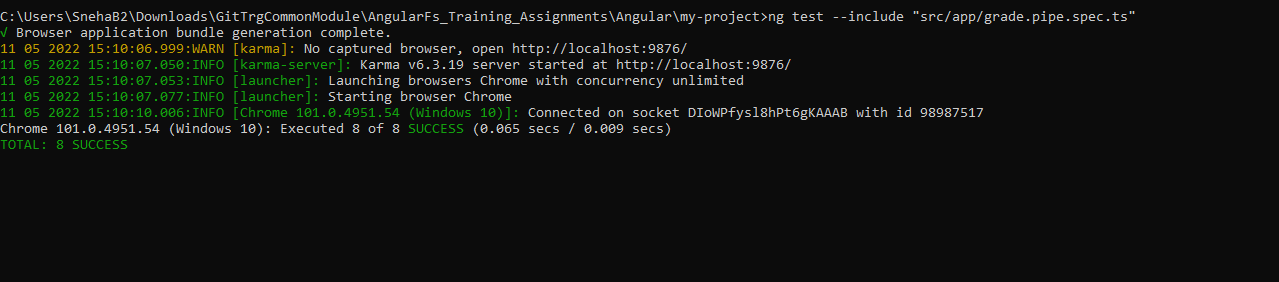 C:\Users\SnehaB2\Downloads\GitTrgCommonModule\AngularFs_Training_Assignments\Angular\my-project>ng test --include "src/app/grade.pipe.spec.ts"
√ Browser application bundle generation complete.
11 05 2022 15:10:06.999:WARN [karma]: No captured browser, open http://localhost:9876/
11 05 2022 15:10:07.050:INFO [karma-server]: Karma v6.3.19 server started at http://localhost:9876/
11 05 2022 15:10:07.053:INFO [launcher]: Launching browsers Chrome with concurrency unlimited
11 05 2022 15:10:07.077:INFO [launcher]: Starting browser Chrome
11 05 2022 15:10:10.006:INFO [Chrome 101.0.4951.54 (Windows 10)]: Connected on socket DIoWPfysl8hPt6gKAAAB with id 98987517
Chrome 101.0.4951.54 (Windows 10): Executed 8 of 8 SUCCESS (0.065 secs / 0.009 secs)
TOTAL: 8 SUCCESS